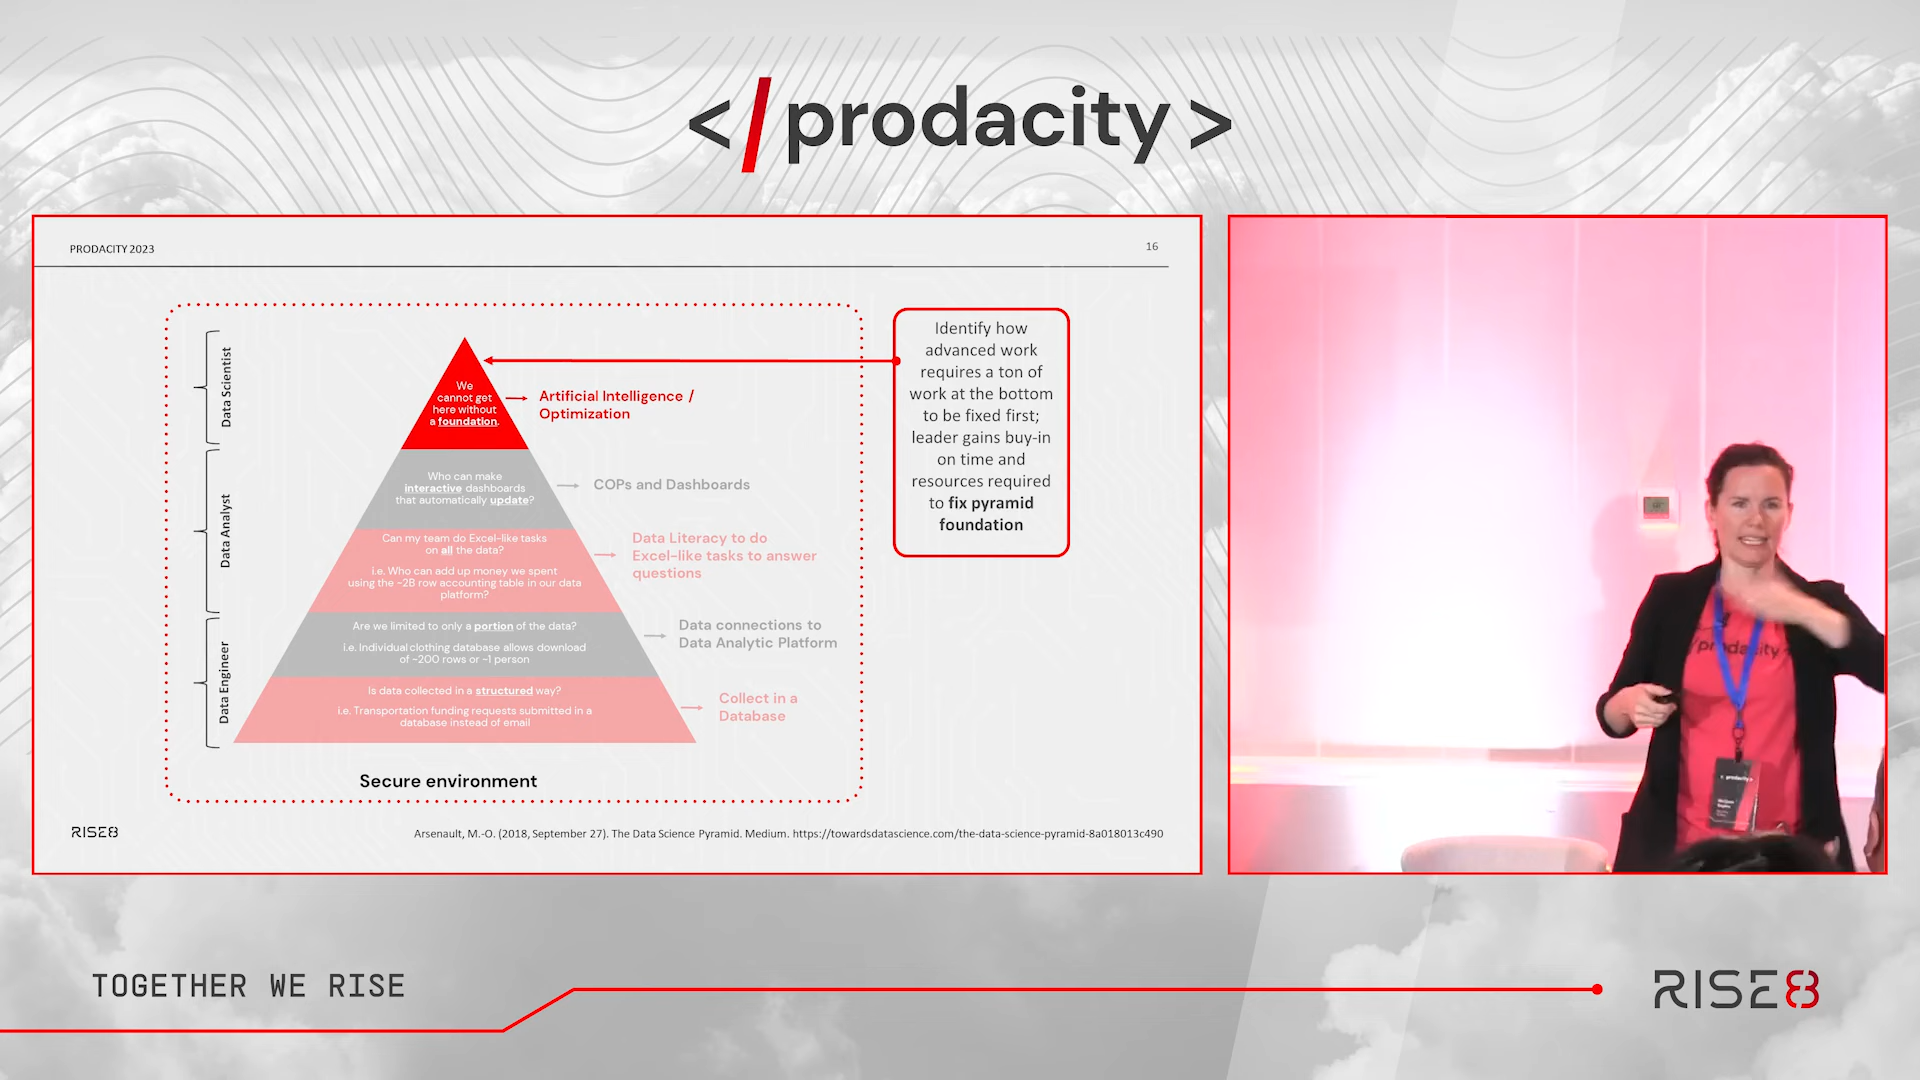 </prodacity>
PRODACITY 2023
16
Data Scientist
We
cannot get
here without
a foundation.
Artificial Intelligence /
Optimization
Identify how
advanced work
requires a ton of
work at the bottom
to be fixed first;
leader gains buy-in
on time and
resources required
to fix pyramid
foundation
Data Analyst
Who can make
interactive dashboards
that automatically update?
COPs and Dashboards
Can my team do Excel-like tasks
on all the data?
i.e. Who can add up money we spent
using the ~2B row accounting table in our data
platform?
Data Literacy to do
Excel-like tasks to answer
questions
Data Engineer
Are we limited to only a portion of the data?
i.e. Individual clothing database allows download
of ~200 rows or ~1 person
Data connections to
Data Analytic Platform
Is data collected in a structured way?
i.e. Transportation funding requests submitted in a
database instead of email
Collect in a
Database
Secure environment
RISE8
Arsenault, M.-O. (2018, September 27). The Data Science Pyramid. Medium. https://towardsdatascience.com/the-data-science-pyramid-8a018013c490
prodacity
prodacity
TOGETHER WE RISE
RISE8